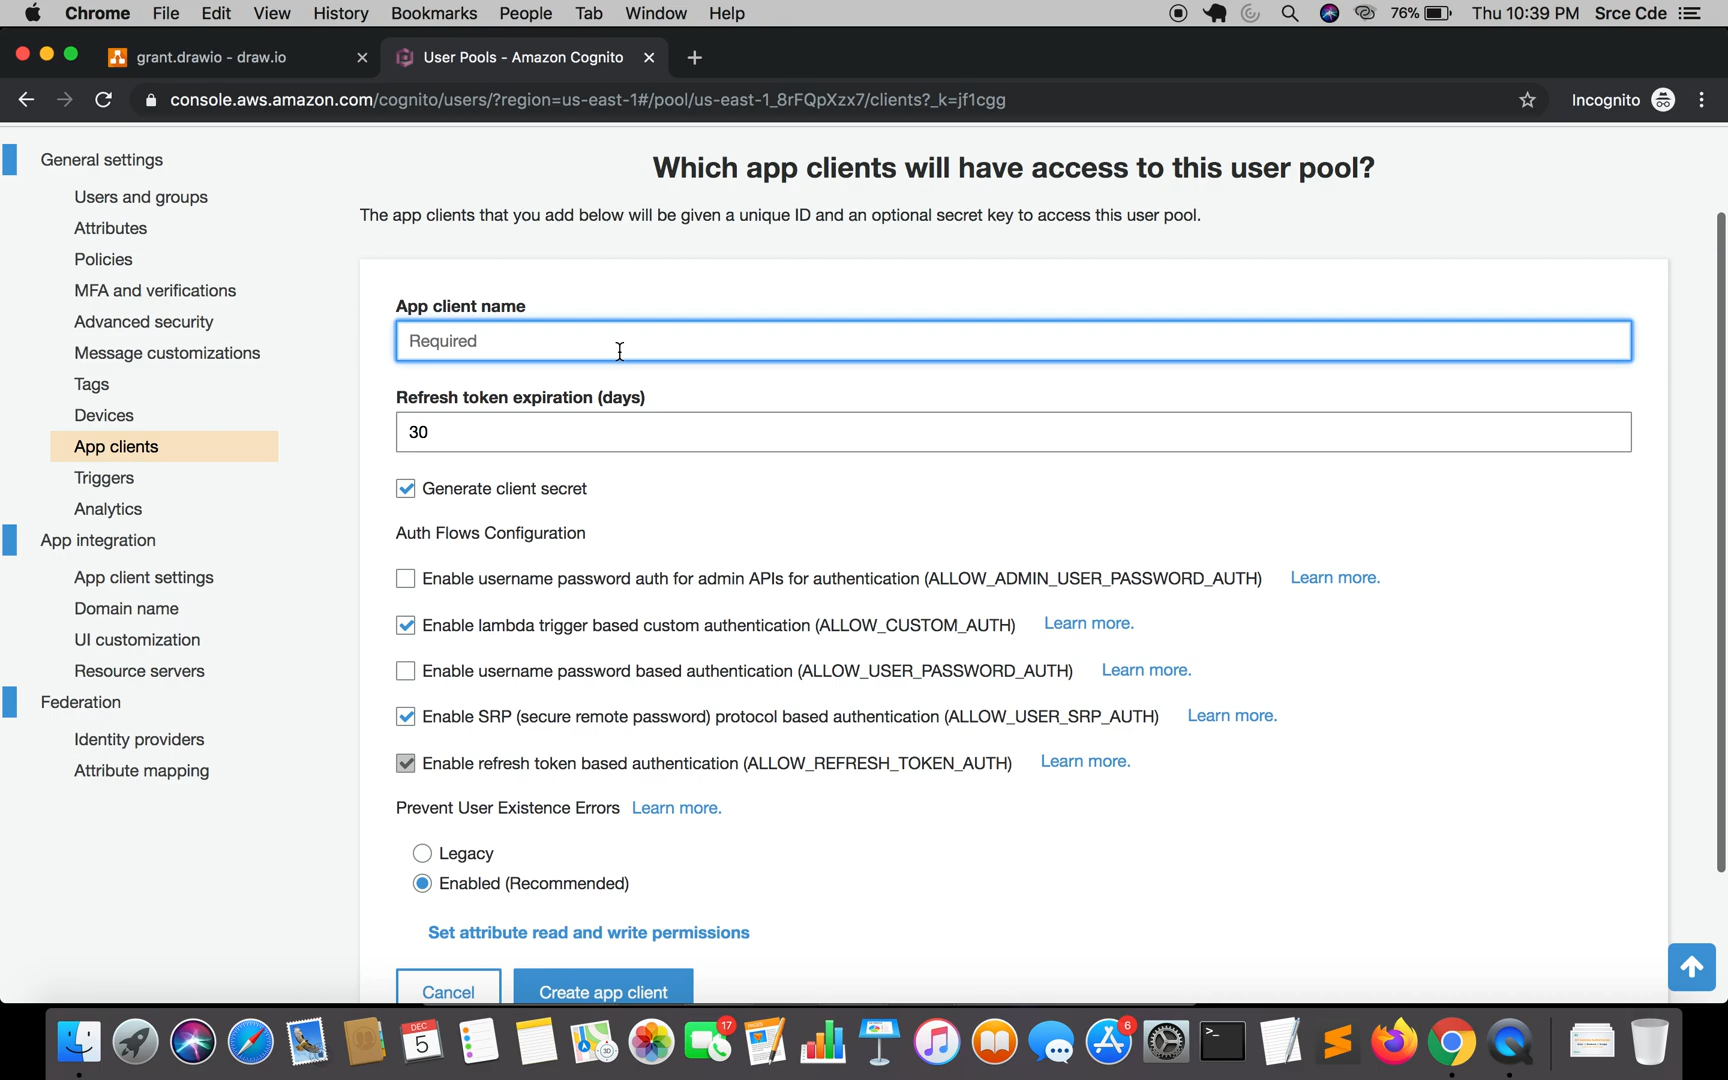 Chrome File Edit View History Bookmarks People Tab Window Help 76% Thu 10:39 PM Srce Cde
grant.drawio - draw.io User Pools - Amazon Cognito
console.aws.amazon.com/cognito/users/?region=us-east-1#/pool/us-east-1_8rFQpXzx7/clients?_k=jf1cgg Incognito
General settings
Users and groups
Attributes
Policies
MFA and verifications
Advanced security
Message customizations
Tags
Devices
App clients
Triggers
Analytics
App integration
App client settings
Domain name
UI customization
Resource servers
Federation
Identity providers
Attribute mapping
Which app clients will have access to this user pool?
The app clients that you add below will be given a unique ID and an optional secret key to access this user pool.
App client name
Required
Refresh token expiration (days)
30
Generate client secret
Auth Flows Configuration
Enable username password auth for admin APIs for authentication (ALLOW_ADMIN_USER_PASSWORD_AUTH) Learn more.
Enable lambda trigger based custom authentication (ALLOW_CUSTOM_AUTH) Learn more.
Enable username password based authentication (ALLOW_USER_PASSWORD_AUTH) Learn more.
Enable SRP (secure remote password) protocol based authentication (ALLOW_USER_SRP_AUTH) Learn more.
Enable refresh token based authentication (ALLOW_REFRESH_TOKEN_AUTH) Learn more.
Prevent User Existence Errors Learn more.
Legacy
Enabled (Recommended)
Set attribute read and write permissions
Cancel Create app client
DEC
5
17
PAGES
6